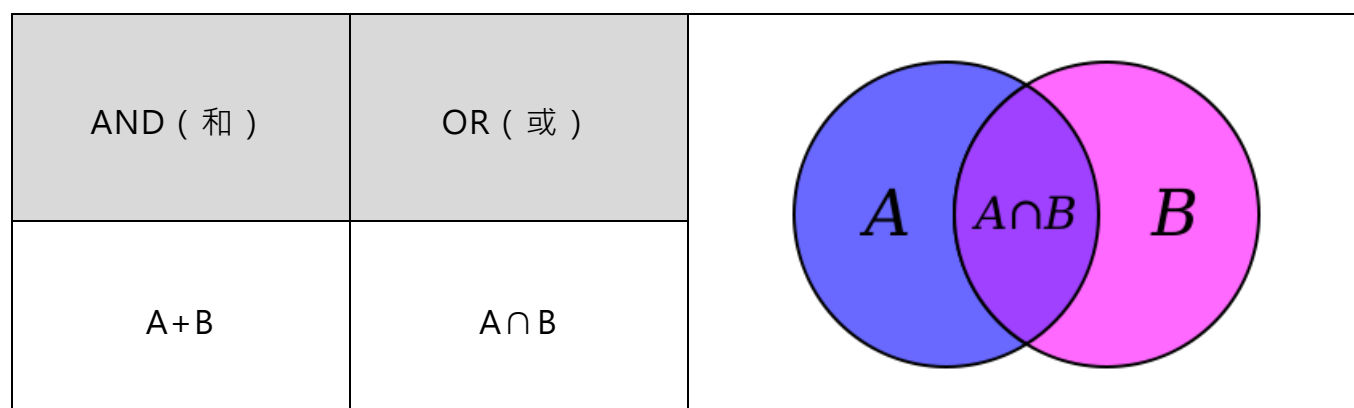 AND ( 和 )
OR ( 或 )
A+B
A∩B
A
A∩B
B